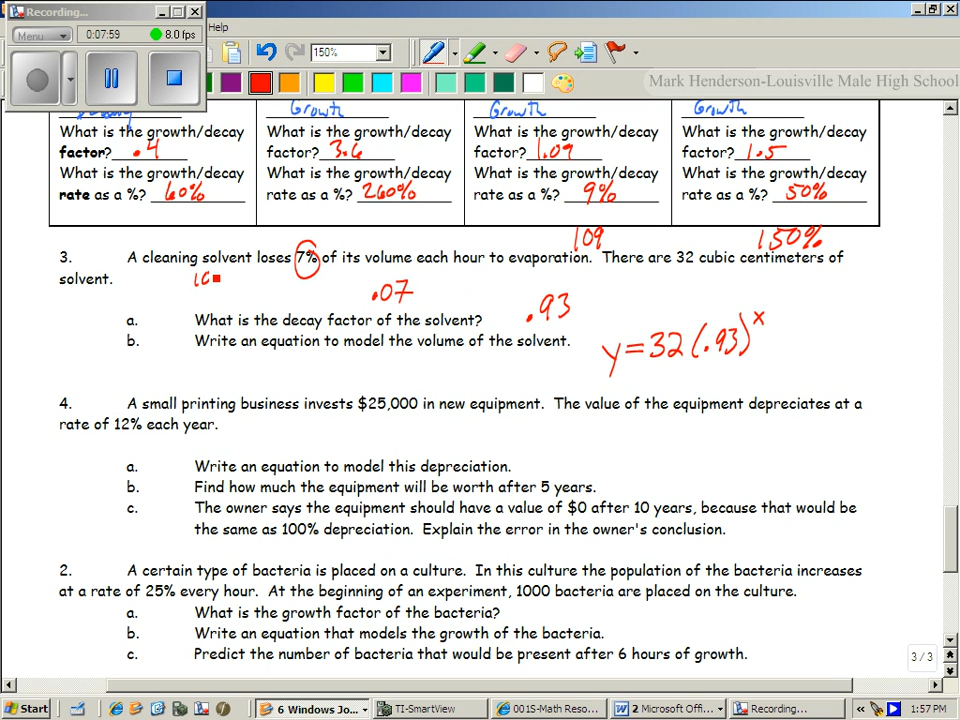 Recording...
Menu 0:07:59 8.0 fps
Help
150%
Mark Henderson-Louisville Male High School
Growth Growth Growth
What is the growth/decay What is the growth/decay What is the growth/decay What is the growth/decay
factor? .4 factor? 3.6 factor? 1.09 factor? 1.5
What is the growth/decay What is the growth/decay What is the growth/decay What is the growth/decay
rate as a %? 60% rate as a %? 260% rate as a %? 9% rate as a %? 50%
109 150%
3. A cleaning solvent loses 7% of its volume each hour to evaporation. There are 32 cubic centimeters of
solvent. 10
.07 .93
a. What is the decay factor of the solvent?
b. Write an equation to model the volume of the solvent.
y = 32(.93)^x
4. A small printing business invests $25,000 in new equipment. The value of the equipment depreciates at a
rate of 12% each year.
a. Write an equation to model this depreciation.
b. Find how much the equipment will be worth after 5 years.
c. The owner says the equipment should have a value of $0 after 10 years, because that would be
the same as 100% depreciation. Explain the error in the owner's conclusion.
2. A certain type of bacteria is placed on a culture. In this culture the population of the bacteria increases
at a rate of 25% every hour. At the beginning of an experiment, 1000 bacteria are placed on the culture.
a. What is the growth factor of the bacteria?
b. Write an equation that models the growth of the bacteria.
c. Predict the number of bacteria that would be present after 6 hours of growth.
3 / 3
Start 6 Windows Jo... TI-SmartView 001S-Math Reso... 2 Microsoft Offi... Recording... « 1:57 PM